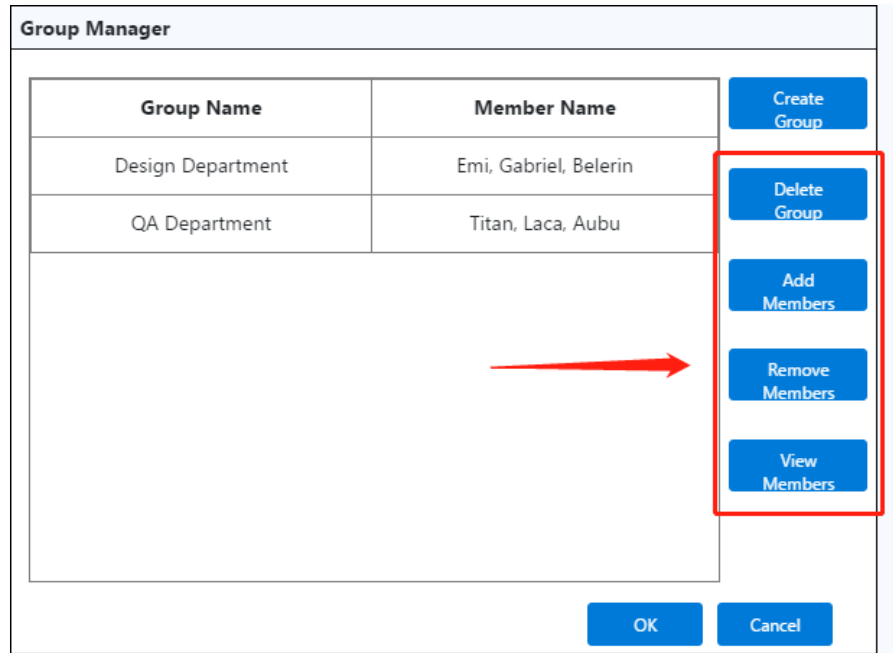 Group Manager
Group Name Member Name
Design Department Emi, Gabriel, Belerin
QA Department Titan, Laca, Aubu
Create
Group
Delete
Group
Add
Members
Remove
Members
View
Members
OK Cancel